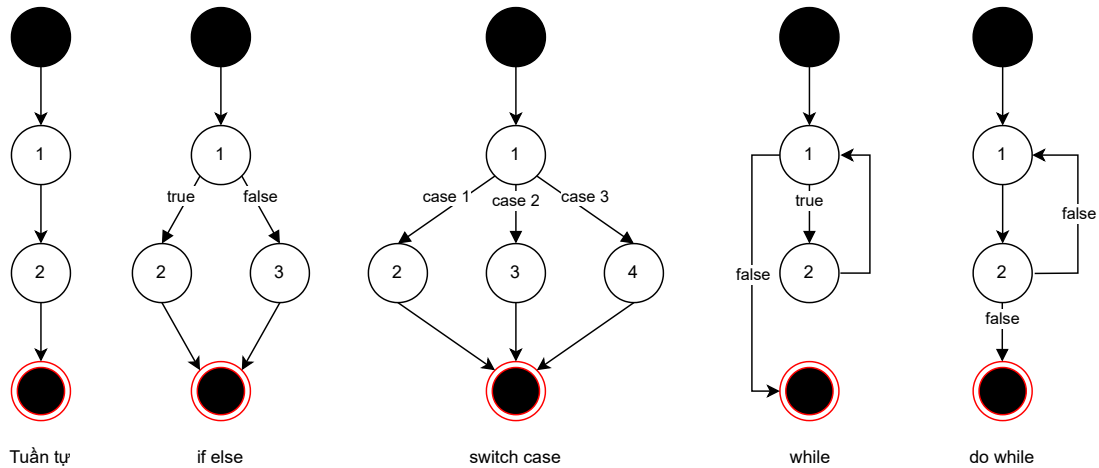 1
2
Tuần tự
1
true
false
2
3
if else
1
case 1
case 2
case 3
2
3
4
switch case
1
true
false
2
while
1
false
2
false
do while